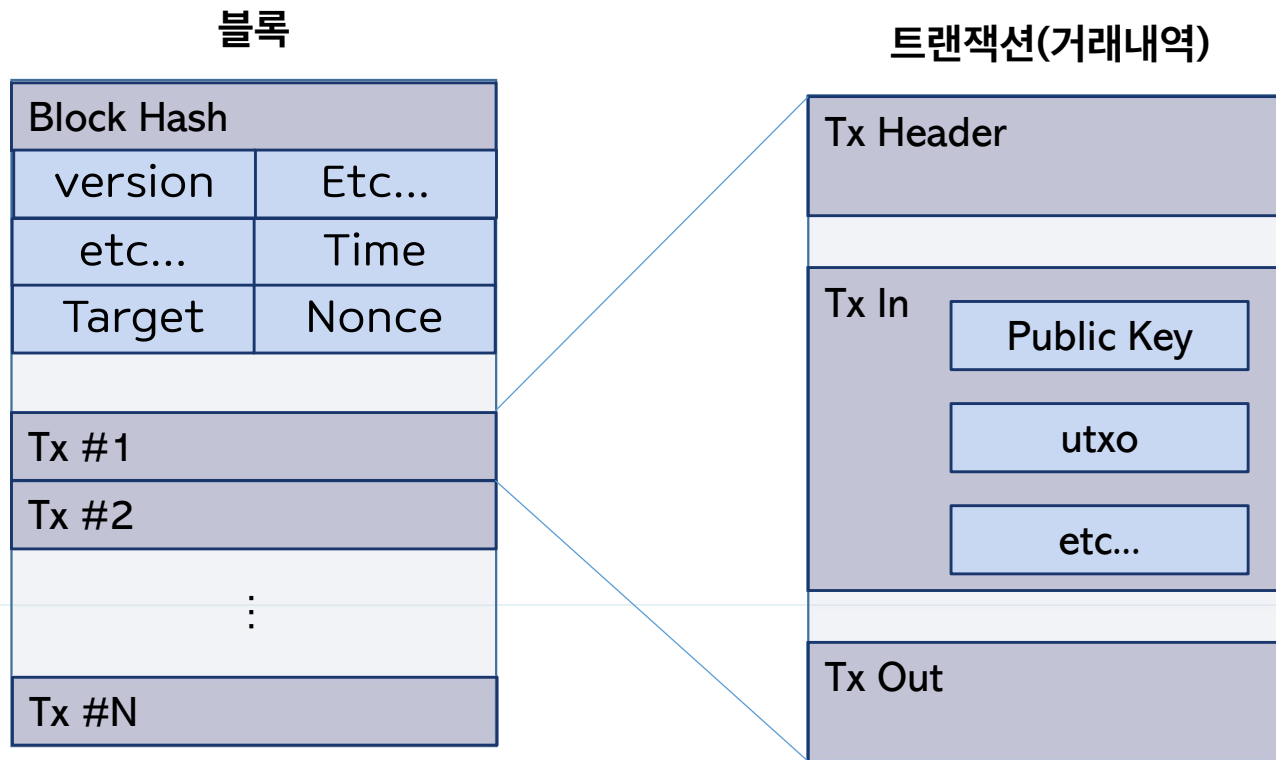 블록
Block Hash
version
Etc...
etc...
Time
Target
Nonce
Tx #1
Tx #2
⋮
Tx #N
트랜잭션(거래내역)
Tx Header
Tx In
Public Key
utxo
etc...
Tx Out